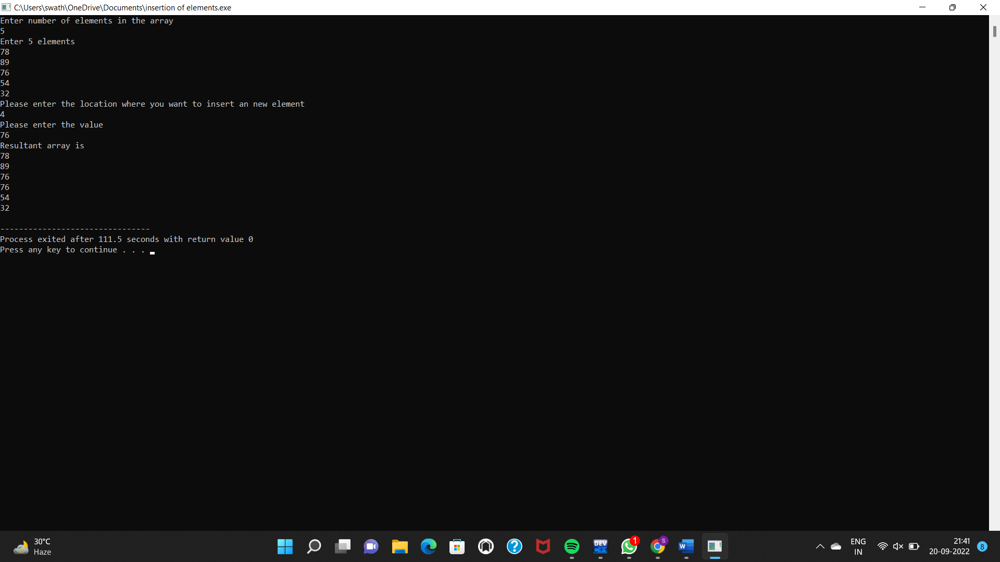 C:\Users\swath\OneDrive\Documents\insertion of elements.exe
Enter number of elements in the array
5
Enter 5 elements
78
89
76
54
32
Please enter the location where you want to insert an new element
4
Please enter the value
76
Resultant array is
78
89
76
76
54
32
--------------------------------
Process exited after 111.5 seconds with return value 0
Press any key to continue . . .
30°C
Haze
DEV
C++
1
S
W
ENG
IN
21:41
20-09-2022
8